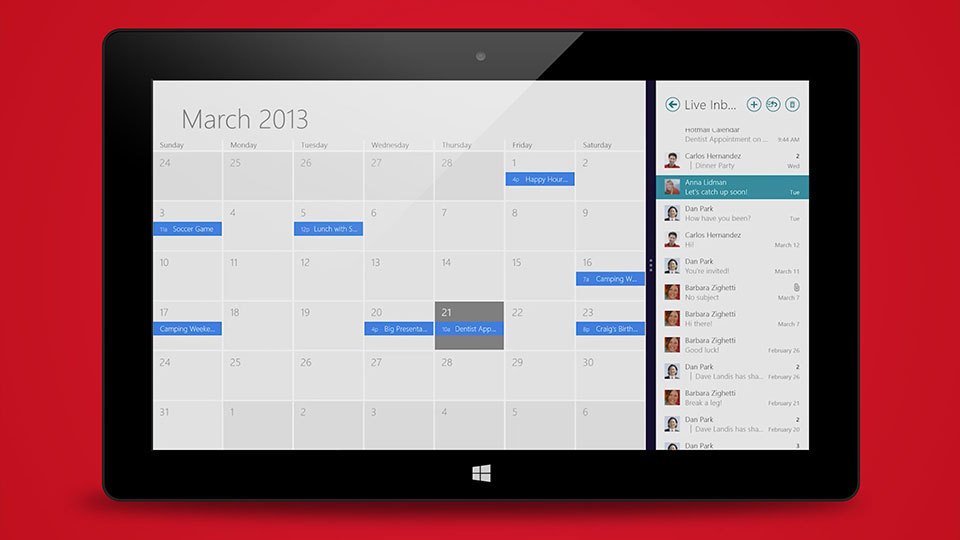 March 2013
Sunday Monday Tuesday Wednesday Thursday Friday Saturday
24 25 26 27 28 1 2
4p Happy Hour...
3 4 5 6 7 8 9
11a Soccer Game 12p Lunch with S...
10 11 12 13 14 15 16
7a Camping W...
17 18 19 20 21 22 23
Camping Weeke... 4p Big Presenta... 10a Dentist App... 8p Craig's Birth...
24 25 26 27 28 29 30
31 1 2 3 4 5 6
Live Inb...
Hotmail Calendar
Dentist Appointment on ... 9:44 AM
Carlos Hernandez 2
Dinner Party Wed
Anna Lidman
Let's catch up soon! Tue
Dan Park
How have you been? Tue
Carlos Hernandez
Hi! March 12
Dan Park
You're invited! March 11
Barbara Zighetti
No subject March 7
Barbara Zighetti
Hi there! March 7
Barbara Zighetti
Good luck! February 26
Dan Park 2
Dave Landis has sha... February 26
Barbara Zighetti
Break a leg! February 21
Dan Park 2
Dave Landis has sha... February 20
Dan Park 3